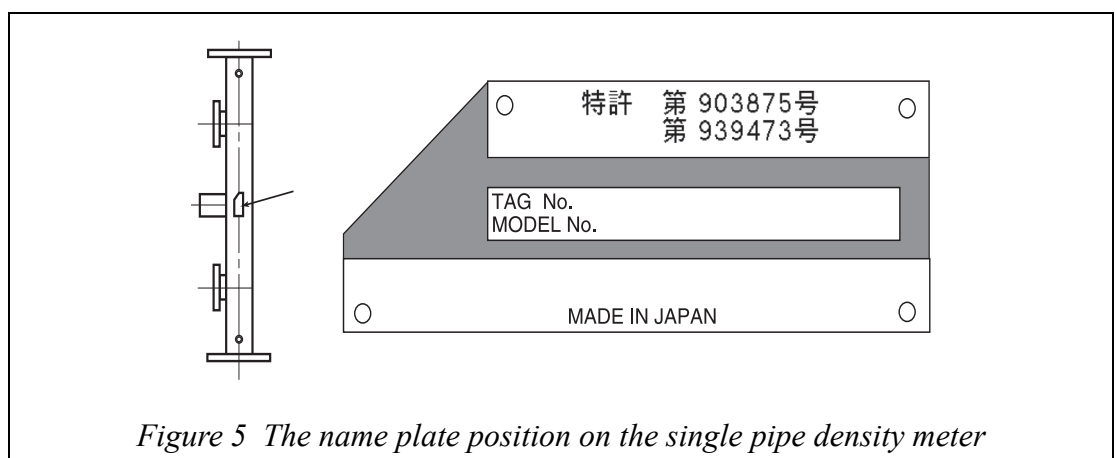 特許 第 903875号
第 939473号
TAG No.
MODEL No.
MADE IN JAPAN
Figure 5 The name plate position on the single pipe density meter